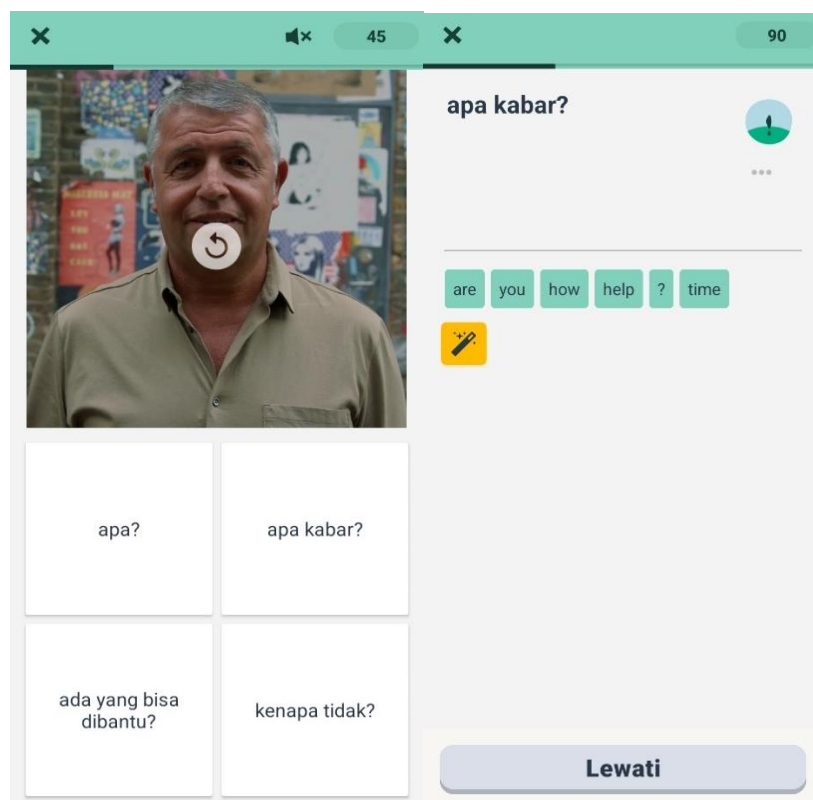 45
apa?
apa kabar?
ada yang bisa
dibantu?
kenapa tidak?
90
apa kabar?
are you how help ? time
Lewati